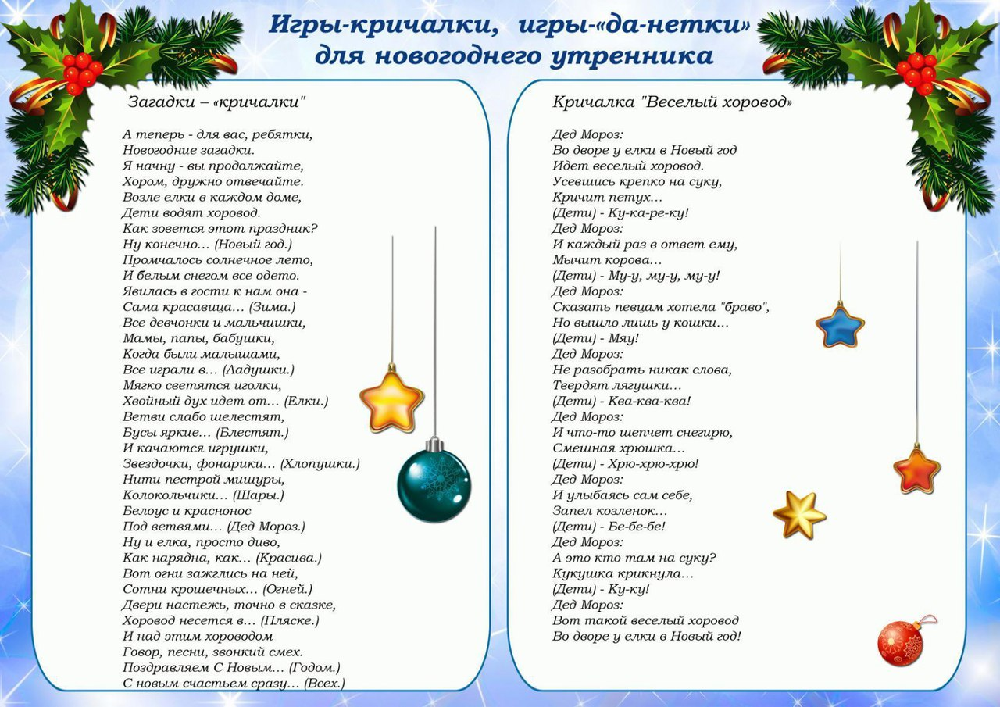 Игры-кричалки, игры-«да-нетки»
для новогоднего утренника
Загадки – «кричалки"
А теперь - для вас, ребятки,
Новогодние загадки.
Я начну - вы продолжайте,
Хором, дружно отвечайте.
Возле елки в каждом доме,
Дети водят хоровод.
Как зовется этот праздник?
Ну конечно... (Новый год.)
Промчалось солнечное лето,
И белым снегом все одето.
Явилась в гости к нам она -
Сама красавица... (Зима.)
Все девчонки и мальчишки,
Мамы, папы, бабушки,
Когда были малышами,
Все играли в... (Ладушки.)
Мягко светятся иголки,
Хвойный дух идет от... (Елки.)
Ветви слабо шелестят,
Бусы яркие... (Блестят.)
И качаются игрушки,
Звездочки, фонарики... (Хлопушки.)
Нити пестрой мишуры,
Колокольчики... (Шары.)
Белоус и краснонос
Под ветвями... (Дед Мороз.)
Ну и елка, просто диво,
Как нарядна, как... (Красива.)
Вот огни зажглись на ней,
Сотни крошечных... (Огней.)
Двери настежь, точно в сказке,
Хоровод несется в... (Пляске.)
И над этим хороводом
Говор, песни, звонкий смех.
Поздравляем С Новым... (Годом.)
С новым счастьем сразу... (Всех.)
Кричалка "Веселый хоровод»
Дед Мороз:
Во дворе у елки в Новый год
Идет веселый хоровод.
Усевшись крепко на суку,
Кричит петух...
(Дети) - Ку-ка-ре-ку!
Дед Мороз:
И каждый раз в ответ ему,
Мычит корова...
(Дети) - Му-у, му-у, му-у!
Дед Мороз:
Сказать певцам хотела "браво",
Но вышло лишь у кошки...
(Дети) - Мяу!
Дед Мороз:
Не разобрать никак слова,
Твердят лягушки...
(Дети) - Ква-ква-ква!
Дед Мороз:
И что-то шепчет снегирю,
Смешная хрюшка...
(Дети) - Хрю-хрю-хрю!
Дед Мороз:
И улыбаясь сам себе,
Запел козленок...
(Дети) - Бе-бе-бе!
Дед Мороз:
А это кто там на суку?
Кукушка крикнула...
(Дети) - Ку-ку!
Дед Мороз:
Вот такой веселый хоровод
Во дворе у елки в Новый год!